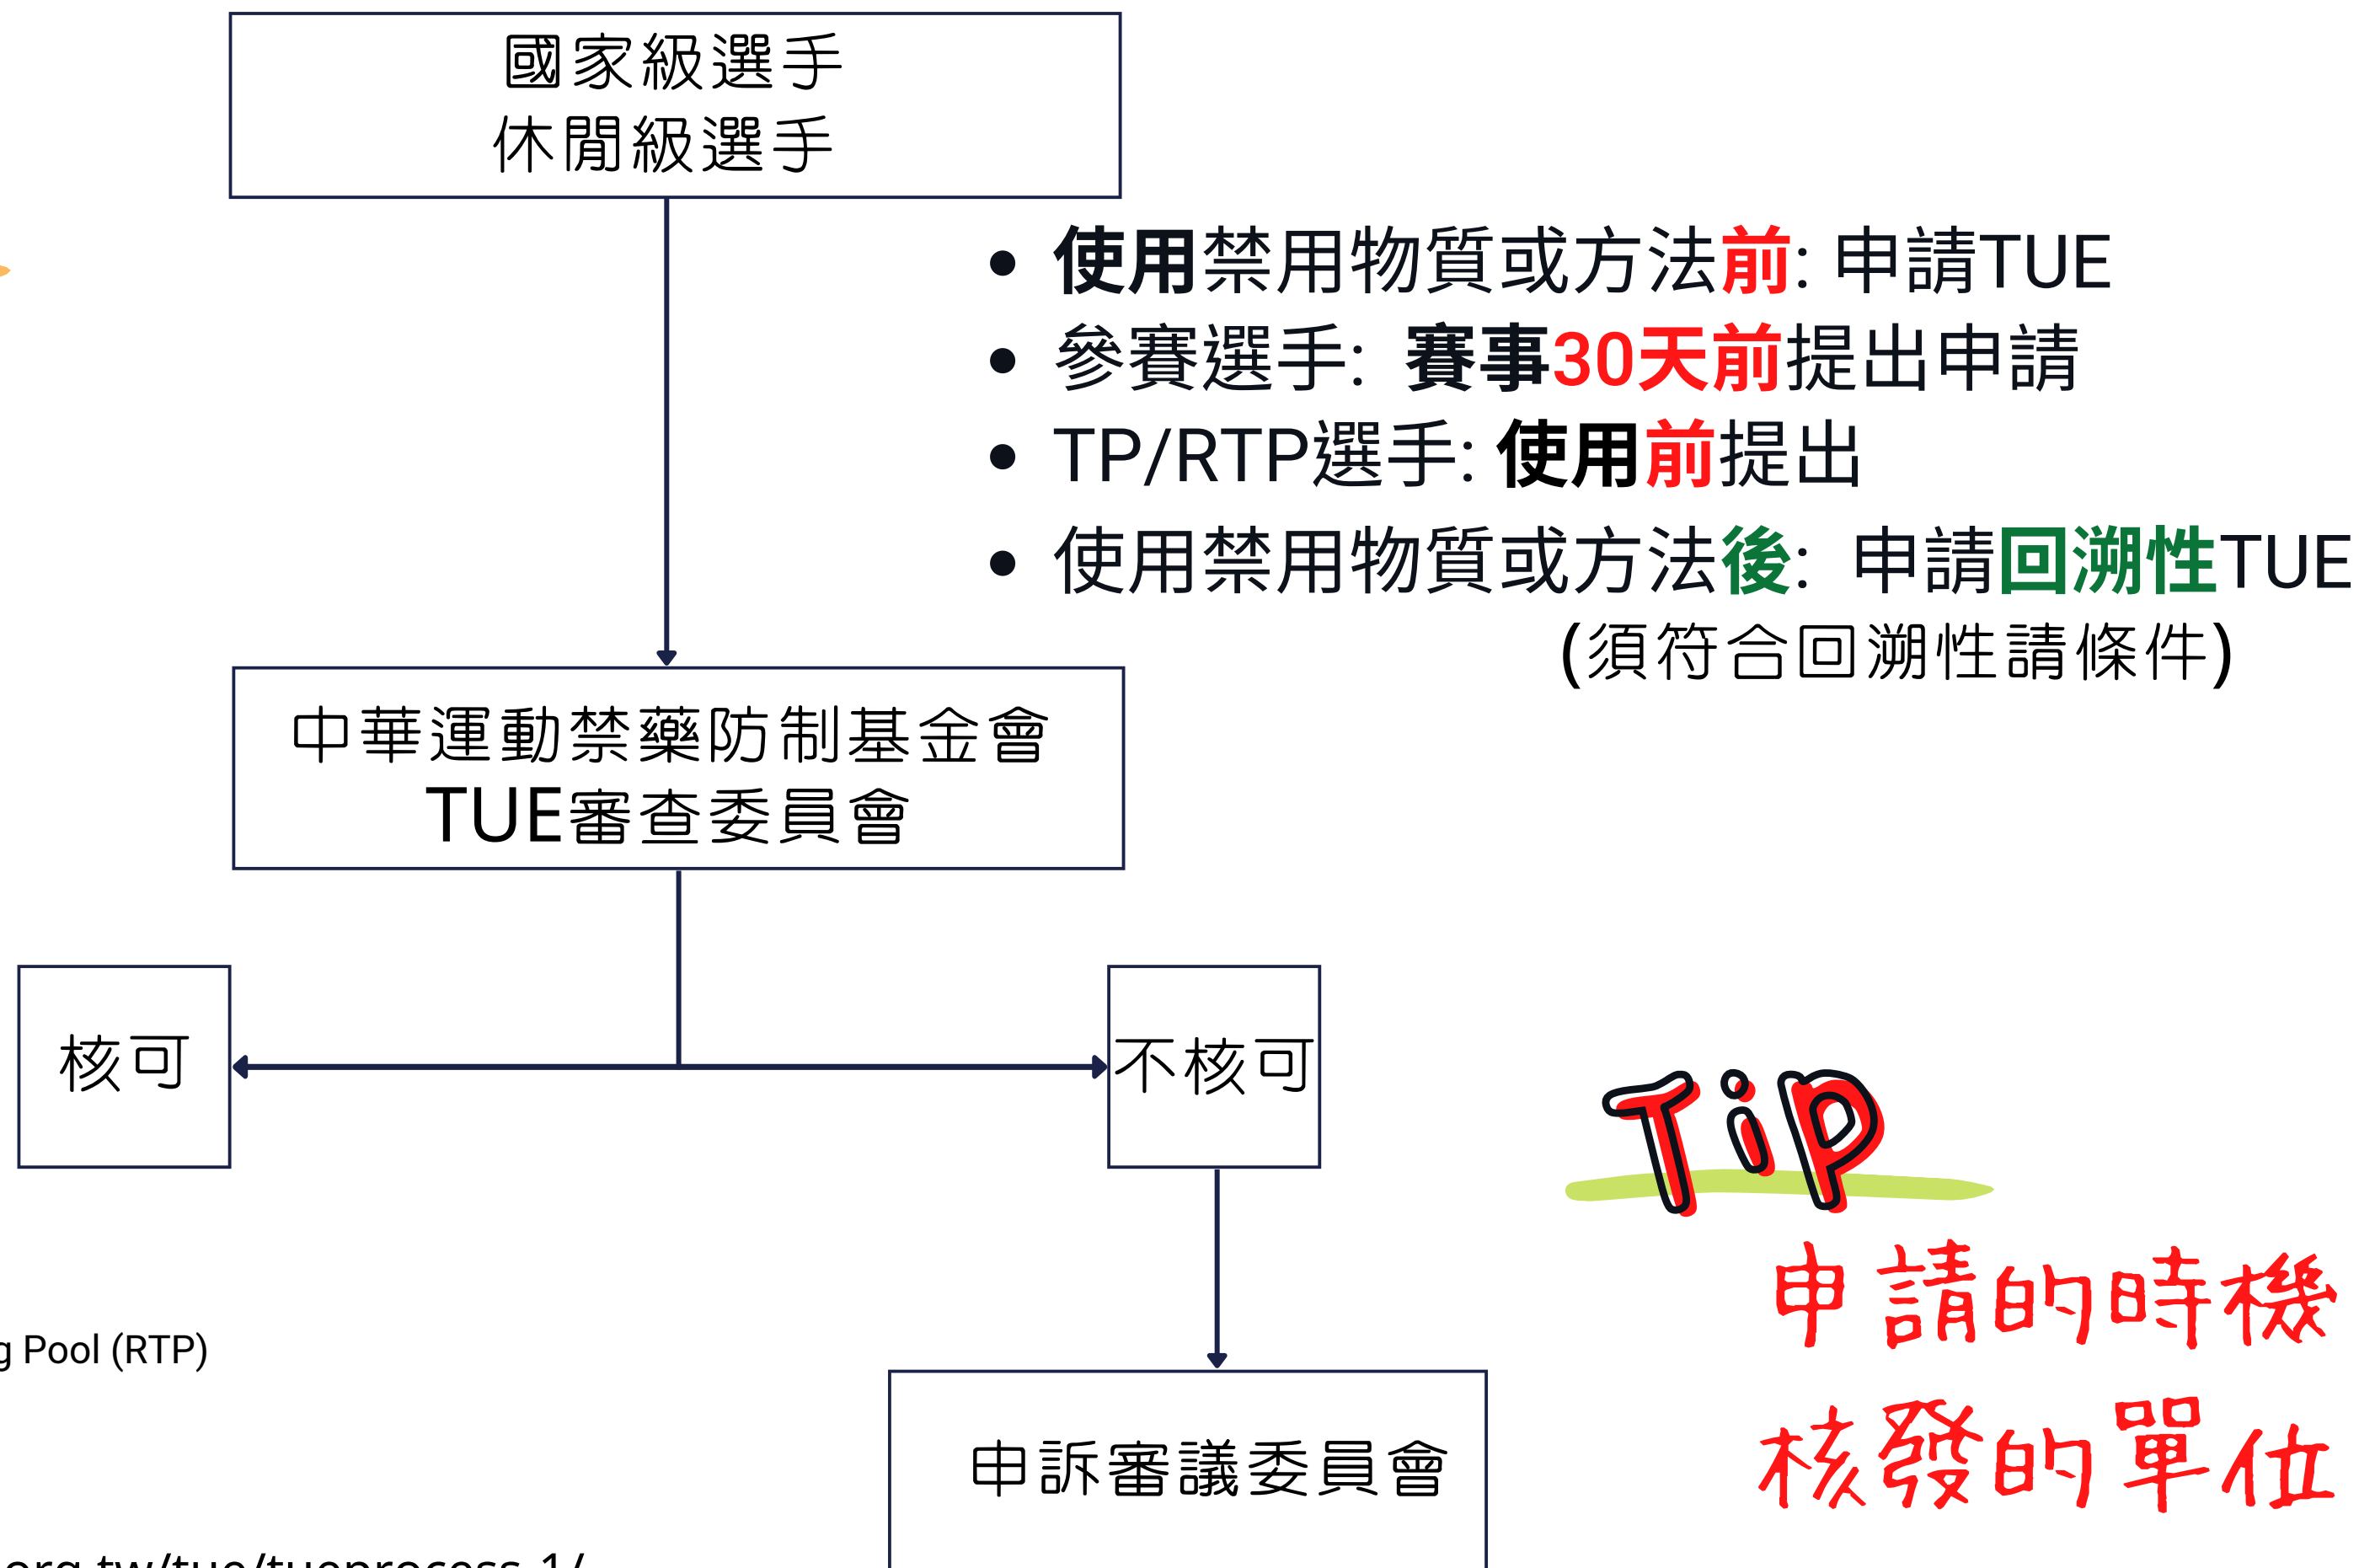 國家級選手
休閒級選手
使用禁用物質或方法前: 申請TUE
參賽選手: 賽事30天前提出申請
TP/RTP選手: 使用前提出
使用禁用物質或方法後: 申請回溯性TUE
(須符合回溯性請條件)
中華運動禁藥防制基金會
TUE審查委員會
核可
不核可
TiP
申請的時機
g Pool (RTP)
核發的單位
申訴審議委員會
org.tw/tue/tueprocess-1/